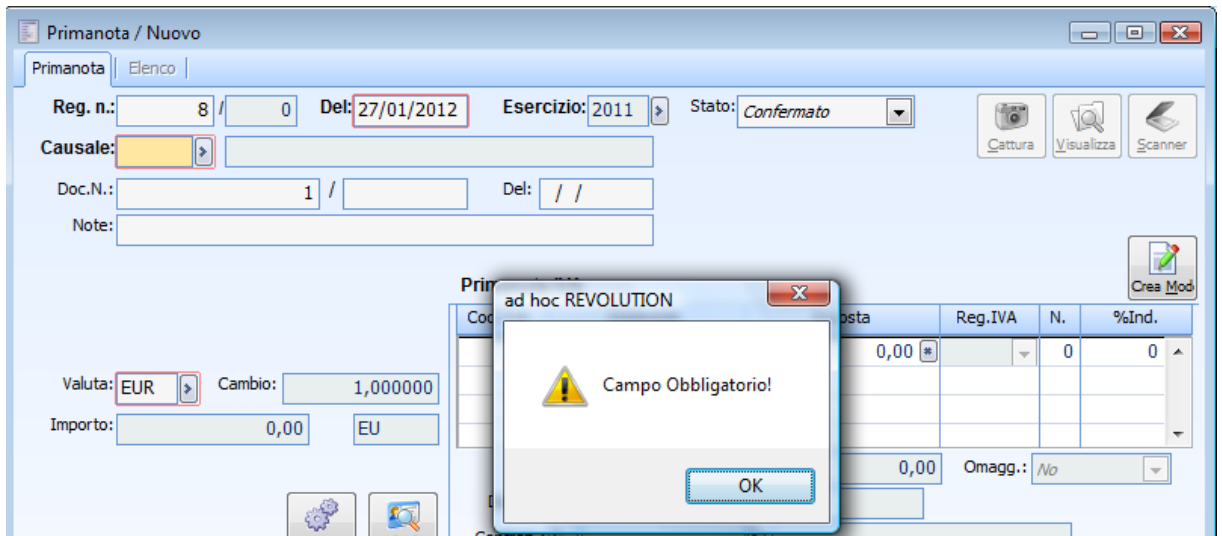 Primanota / Nuovo
Primanota Elenco
Reg. n.: 8 / 0 Del: 27/01/2012 Esercizio: 2011 Stato: Confermato
Cattura Visualizza Scanner
Causale:
Doc.N.: 1 / Del: / /
Note:
Crea Mod
ad hoc REVOLUTION
Reg.IVA N. %Ind.
0,00 0 0
Campo Obbligatorio!
Valuta: EUR Cambio: 1,000000
Importo: 0,00 EU
0,00 Omagg.: No
OK